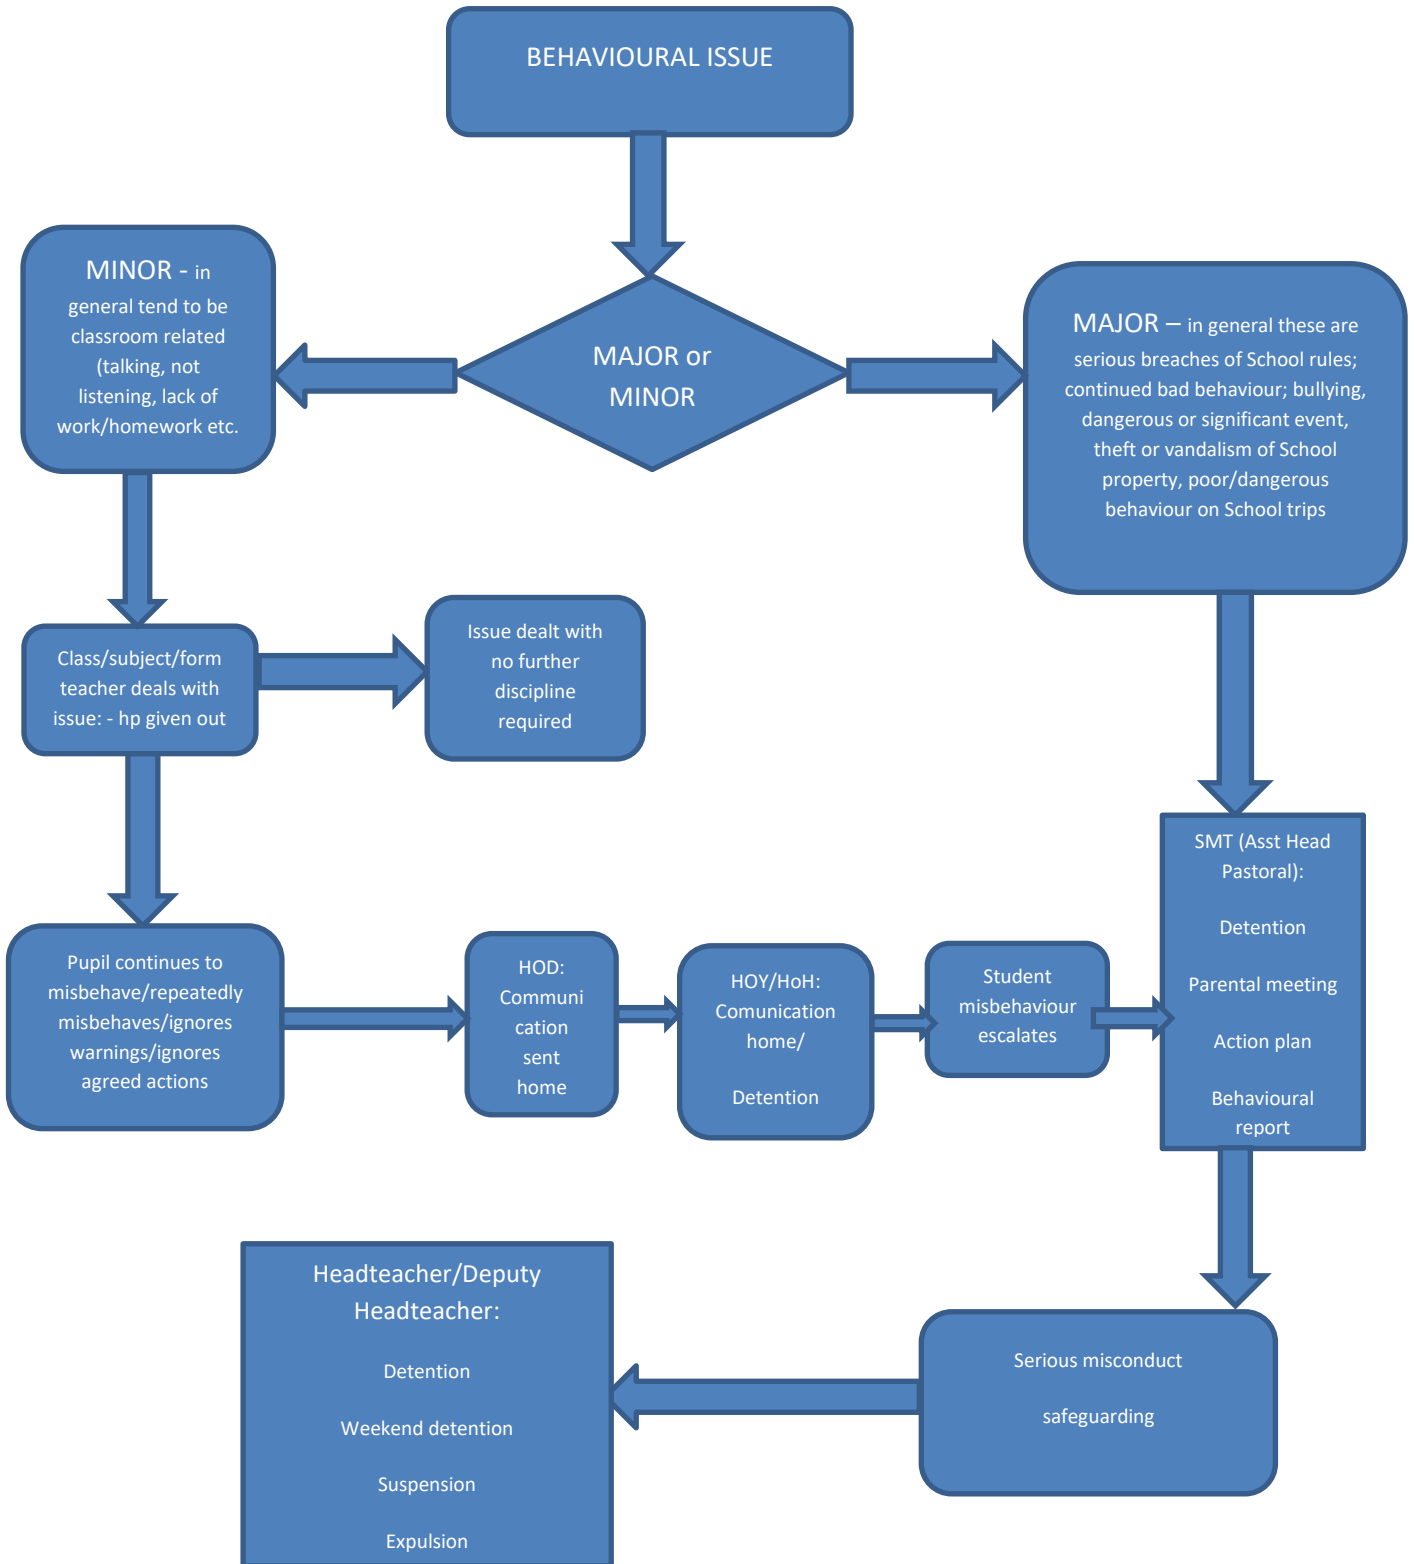 BEHAVIOURAL ISSUE
MAJOR or
MINOR
MINOR - in
general tend to be
classroom related
(talking, not
listening, lack of
work/homework etc.
MAJOR – in general these are
serious breaches of School rules;
continued bad behaviour; bullying,
dangerous or significant event,
theft or vandalism of School
property, poor/dangerous
behaviour on School trips
Class/subject/form
teacher deals with
issue: - hp given out
Issue dealt with
no further
discipline
required
Pupil continues to
misbehave/repeatedly
misbehaves/ignores
warnings/ignores
agreed actions
HOD:
Communi
cation
sent
home
HOY/HoH:
Comunication
home/
Detention
Student
misbehaviour
escalates
SMT (Asst Head
Pastoral):
Detention
Parental meeting
Action plan
Behavioural
report
Serious misconduct
safeguarding
Headteacher/Deputy
Headteacher:
Detention
Weekend detention
Suspension
Expulsion